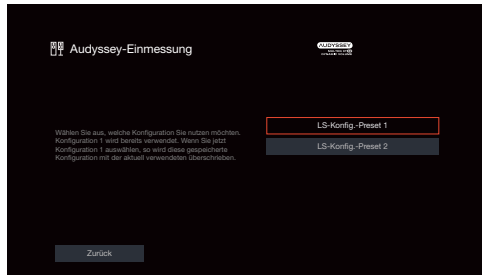 Audyssey-Einmessung
AUDYSSEY
LS-Konfig.-Preset 1
LS-Konfig.-Preset 2
Wählen Sie aus, welche Konfiguration Sie nutzen möchten.
Konfiguration 1 wird bereits verwendet. Wenn Sie jetzt
Konfiguration 1 auswählen, so wird diese gespeicherte
Konfiguration mit der aktuell verwendeten überschrieben.
Zurück